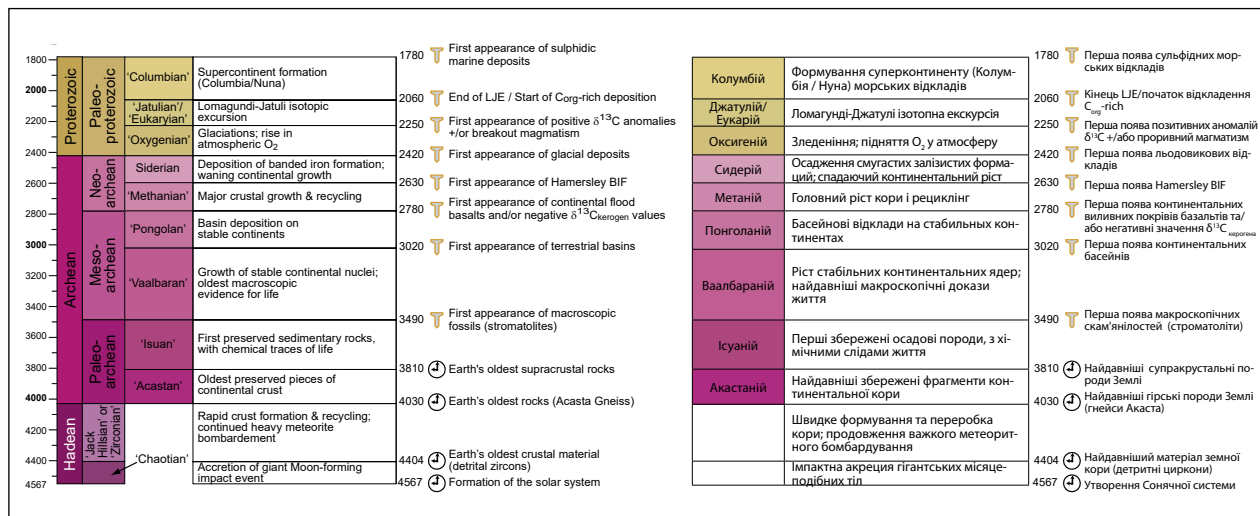 1800
2000
2200
2400
2600
2800
3000
3200
3400
3600
3800
4000
4200
4400
4567
Proterozoic
Archean
Hadean
Paleo-
proterozoic
Neo-
archean
Meso-
archean
Paleo-
archean
'Jack
Hillsian' or
'Zirconian'
'Columbian'
'Jatulian'/
'Eukaryian'
'Oxygenian'
Siderian
'Methanian'
'Pongolan'
'Vaalbaran'
'Isuan'
'Acastan'
'Chaotian'
Supercontinent formation
(Columbia/Nuna)
Lomagundi-Jatuli isotopic
excursion
Glaciations; rise in
atmospheric O2
Deposition of banded iron formation;
waning continental growth
Major crustal growth & recycling
Basin deposition on
stable continents
Growth of stable continental nuclei;
oldest macroscopic
evidence for life
First preserved sedimentary rocks,
with chemical traces of life
Oldest preserved pieces of
continental crust
Rapid crust formation & recycling;
continued heavy meteorite
bombardement
Accretion of giant Moon-forming
impact event
1780 First appearance of sulphidic
marine deposits
2060 End of LJE / Start of Corg-rich deposition
2250 First appearance of positive δ13C anomalies
+/or breakout magmatism
2420 First appearance of glacial deposits
2630 First appearance of Hamersley BIF
2780 First appearance of continental flood
basalts and/or negative δ13Ckerogen values
3020 First appearance of terrestrial basins
3490 First appearance of macroscopic
fossils (stromatolites)
3810 Earth's oldest supracrustal rocks
4030 Earth's oldest rocks (Acasta Gneiss)
4404 Earth's oldest crustal material
(detrital zircons)
4567 Formation of the solar system
Колумбій
Джатулій/
Еукарій
Оксигеній
Сидерій
Метаній
Понголаній
Ваалбараній
Ісуаній
Акастаній
Формування суперконтиненту (Колум-
бія / Нуна) морських відкладів
Ломагунді-Джатулі ізотопна екскурсія
Зледеніння; підняття O2 у атмосферу
Осадження смугастих залізистих форма-
ций; спадаючий континентальний ріст
Головний ріст кори і рециклінг
Басейнові відклади на стабільних кон-
тинентах
Ріст стабільних континентальних ядер;
найдавніші макроскопічні докази
життя
Перші збережені осадові породи, з хі-
мічними слідами життя
Найдавніші збережені фрагменти кон-
тинентальної кори
Швидке формування та переробка
кори; продовження важкого метеорит-
ного бомбардування
Імпактна акреция гігантських місяце-
подібних тіл
1780 Перша поява сульфідних мор-
ських відкладів
2060 Кінець LJE/початок відкладення
Corg-rich
2250 Перша поява позитивних аномалій
δ13C +/або проривний магматизм
2420 Перша поява льодовикових від-
кладів
2630 Перша поява Hamersley BIF
2780 Перша поява континентальних
виливних покрівів базальтів та/
або негативні значення δ13C керогена
3020 Перша поява континентальних
басейнів
3490 Перша поява макроскопічних
скам'янілостей (строматоліти)
3810 Найдавніші супракрустальні по-
роди Землі
4030 Найдавніші гірські породи Землі
(гнейси Акаста)
4404 Найдавніший матеріал земної
кори (детритні циркони)
4567 Утворення Сонячної системи